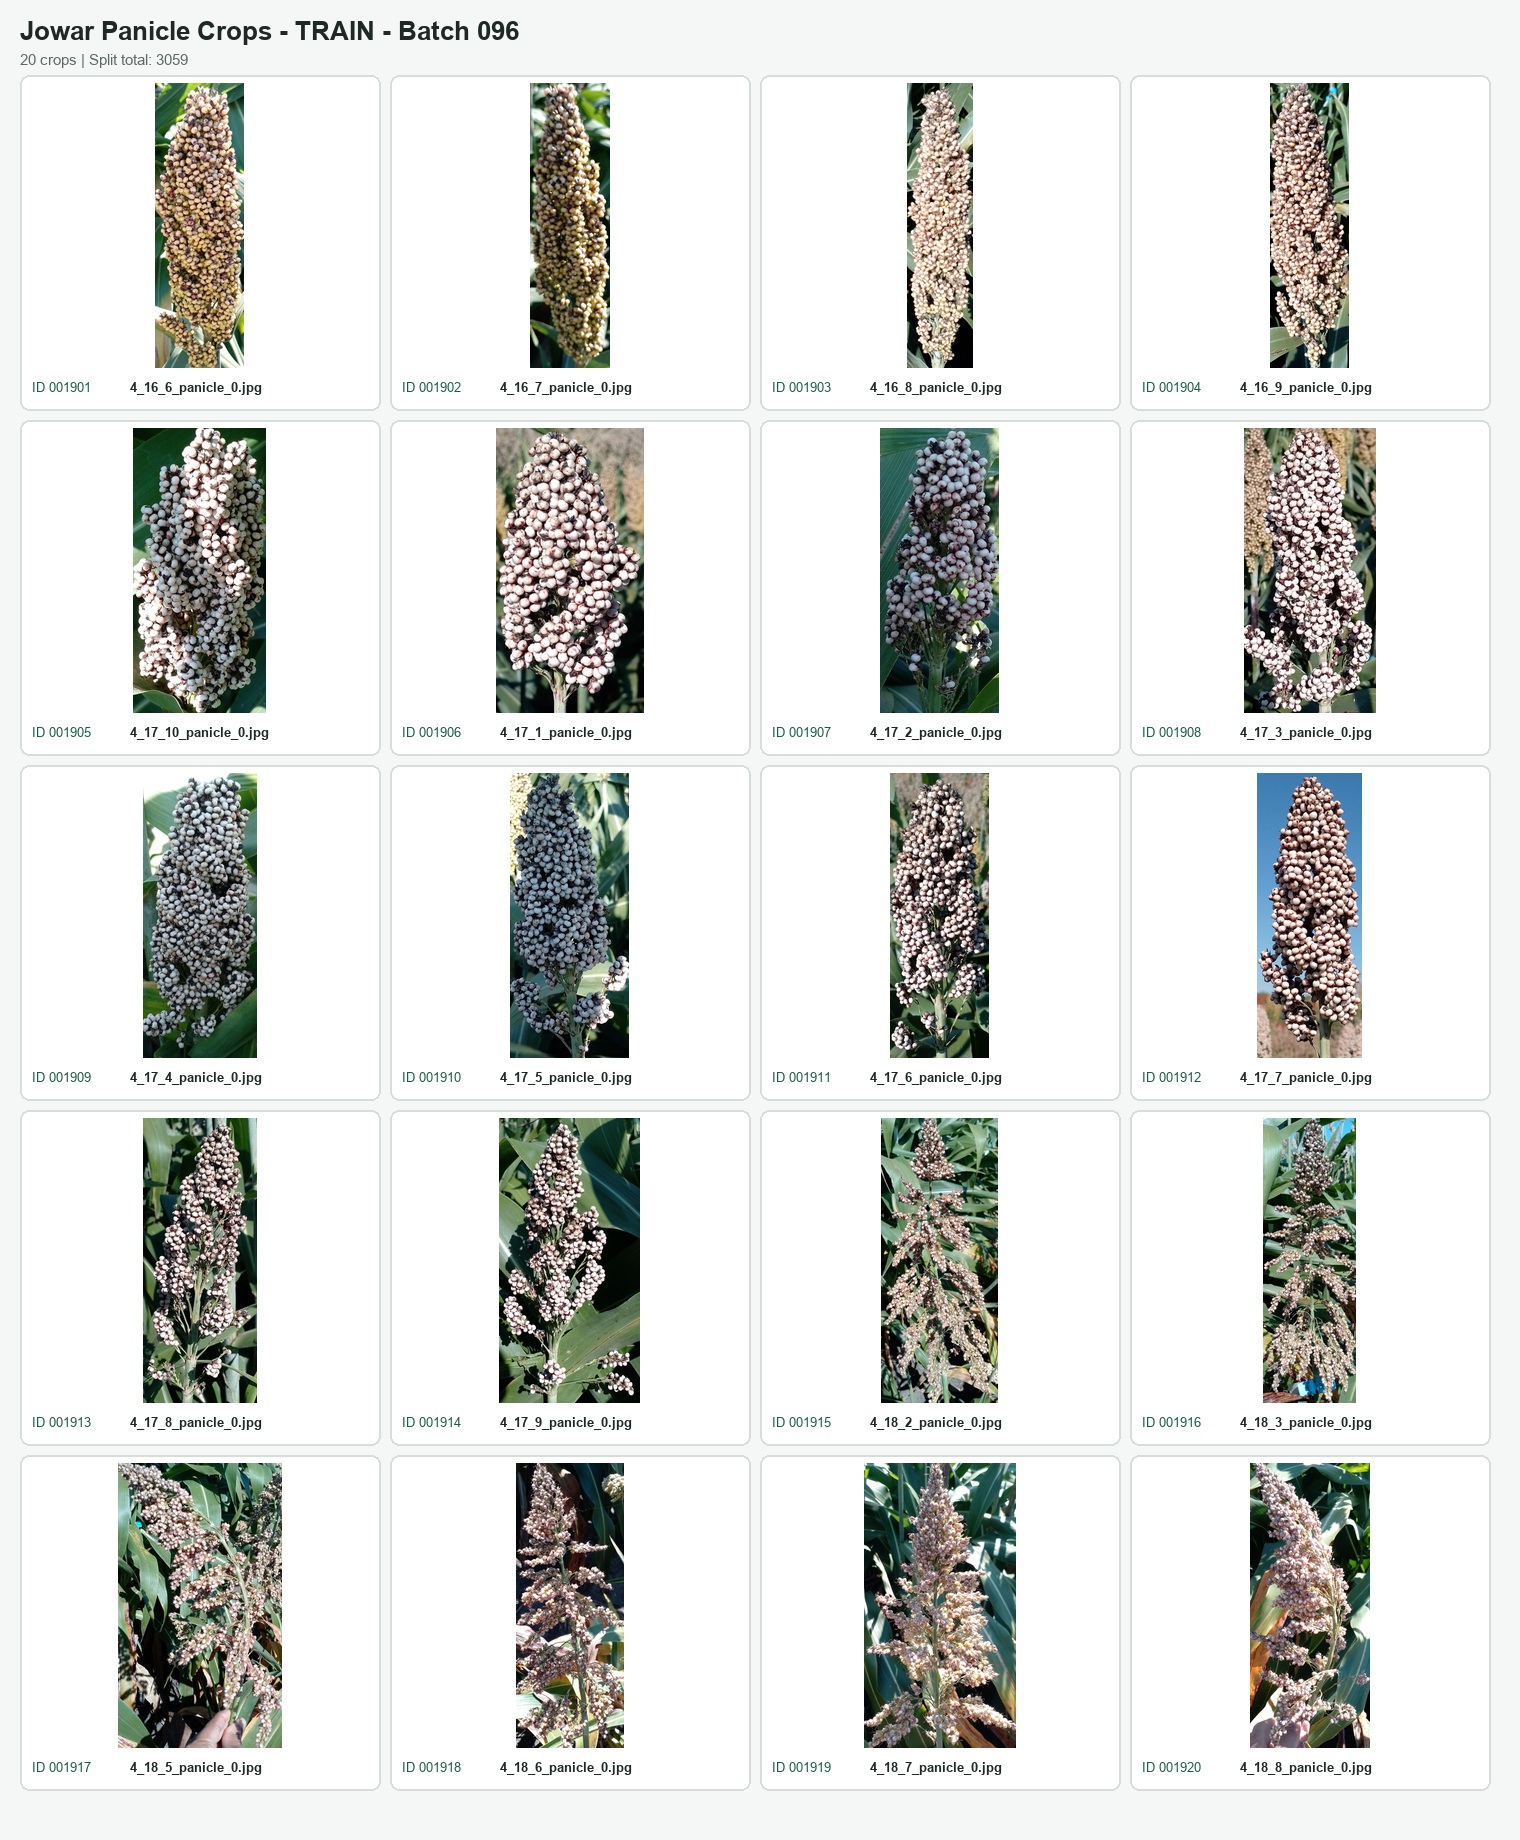 Jowar Panicle Crops - TRAIN - Batch 096
20 crops | Split total: 3059
ID 001901 4_16_6_panicle_0.jpg
ID 001902 4_16_7_panicle_0.jpg
ID 001903 4_16_8_panicle_0.jpg
ID 001904 4_16_9_panicle_0.jpg
ID 001905 4_17_10_panicle_0.jpg
ID 001906 4_17_1_panicle_0.jpg
ID 001907 4_17_2_panicle_0.jpg
ID 001908 4_17_3_panicle_0.jpg
ID 001909 4_17_4_panicle_0.jpg
ID 001910 4_17_5_panicle_0.jpg
ID 001911 4_17_6_panicle_0.jpg
ID 001912 4_17_7_panicle_0.jpg
ID 001913 4_17_8_panicle_0.jpg
ID 001914 4_17_9_panicle_0.jpg
ID 001915 4_18_2_panicle_0.jpg
ID 001916 4_18_3_panicle_0.jpg
ID 001917 4_18_5_panicle_0.jpg
ID 001918 4_18_6_panicle_0.jpg
ID 001919 4_18_7_panicle_0.jpg
ID 001920 4_18_8_panicle_0.jpg